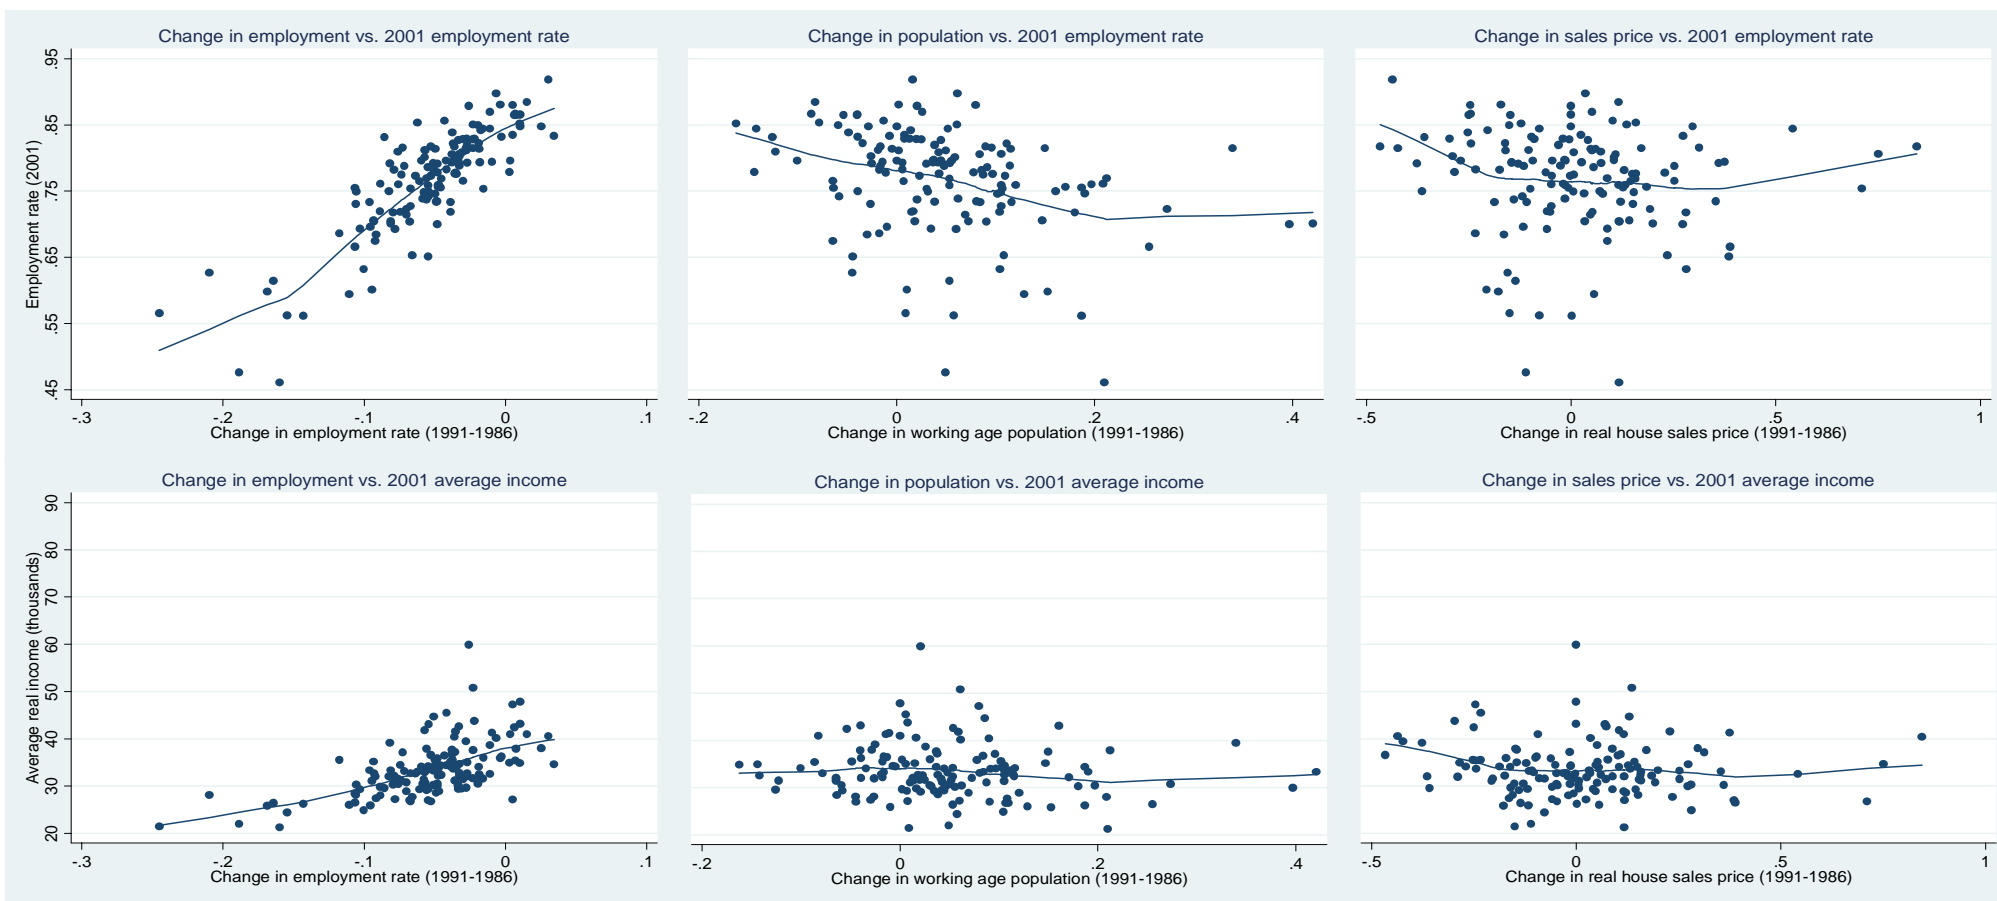 Change in employment vs. 2001 employment rate
Employment rate (2001)
.95
.85
.75
.65
.55
.45
-.3 -.2 -.1 0 .1
Change in employment rate (1991-1986)
Change in population vs. 2001 employment rate
-.2 0 .2 .4
Change in working age population (1991-1986)
Change in sales price vs. 2001 employment rate
-.5 0 .5 1
Change in real house sales price (1991-1986)
Change in employment vs. 2001 average income
Average real income (thousands)
90
80
70
60
50
40
30
20
-.3 -.2 -.1 0 .1
Change in employment rate (1991-1986)
Change in population vs. 2001 average income
-.2 0 .2 .4
Change in working age population (1991-1986)
Change in sales price vs. 2001 average income
-.5 0 .5 1
Change in real house sales price (1991-1986)